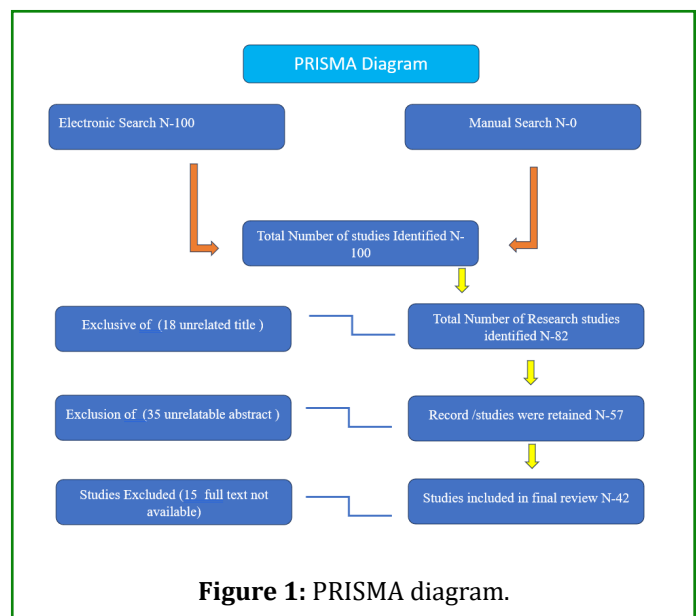 PRISMA Diagram
Electronic Search N-100
Manual Search N-0
Total Number of studies Identified N-
100
Exclusive of (18 unrelated title )
Total Number of Research studies
identified N-82
Exclusion of (35 unrelatable abstract )
Record /studies were retained N-57
Studies Excluded (15 full text not
available)
Studies included in final review N-42
Figure 1: PRISMA diagram.